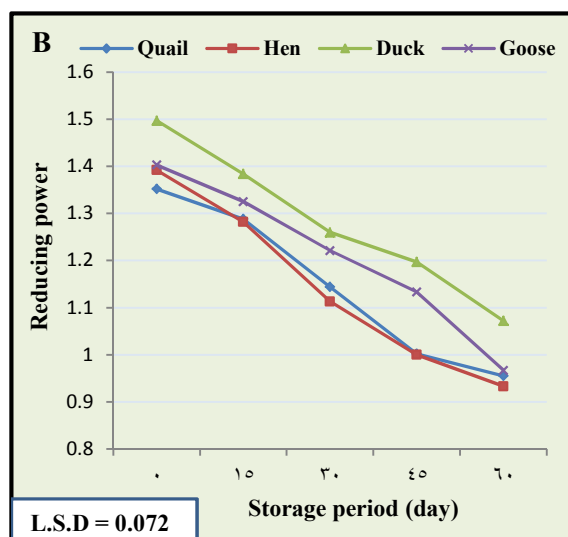 B
Quail Hen Duck Goose
1.6
1.5
1.4
1.3
1.2
1.1
1
0.9
0.8
Reducing power
٠ ١٥ ٣٠ ٤٥ ٦٠
Storage period (day)
L.S.D = 0.072